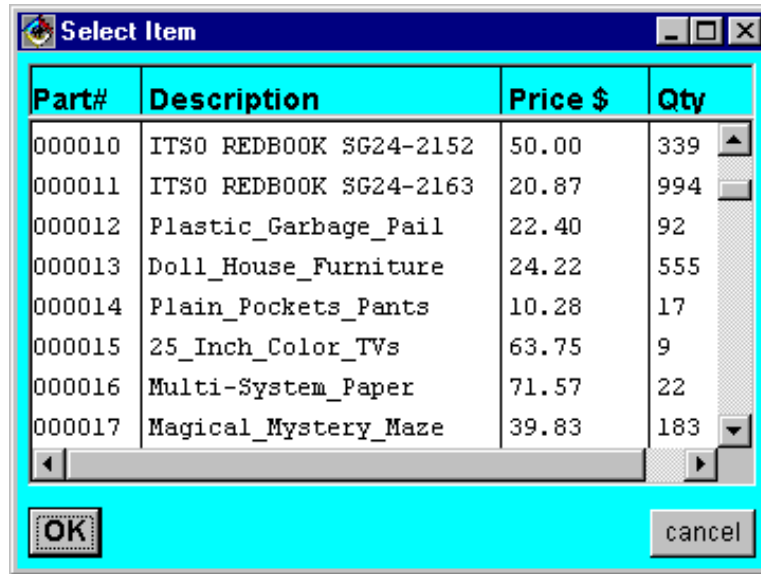 Select Item
Part# Description Price $ Qty
000010 ITSO REDBOOK SG24-2152 50.00 339
000011 ITSO REDBOOK SG24-2163 20.87 994
000012 Plastic_Garbage_Pail 22.40 92
000013 Doll_House_Furniture 24.22 555
000014 Plain_Pockets_Pants 10.28 17
000015 25_Inch_Color_TVs 63.75 9
000016 Multi-System_Paper 71.57 22
000017 Magical_Mystery_Maze 39.83 183
OK cancel